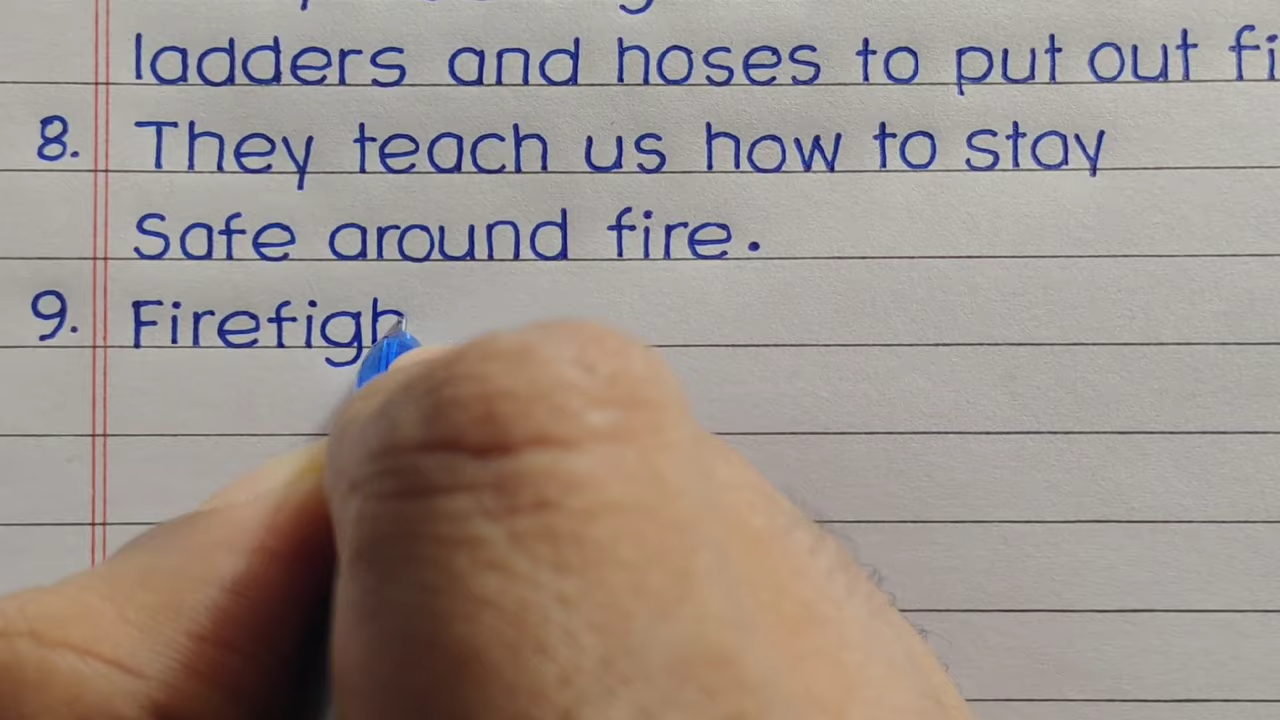 ladders and hoses to put out fi
8. They teach us how to stay
Safe around fire.
9. Firefigh